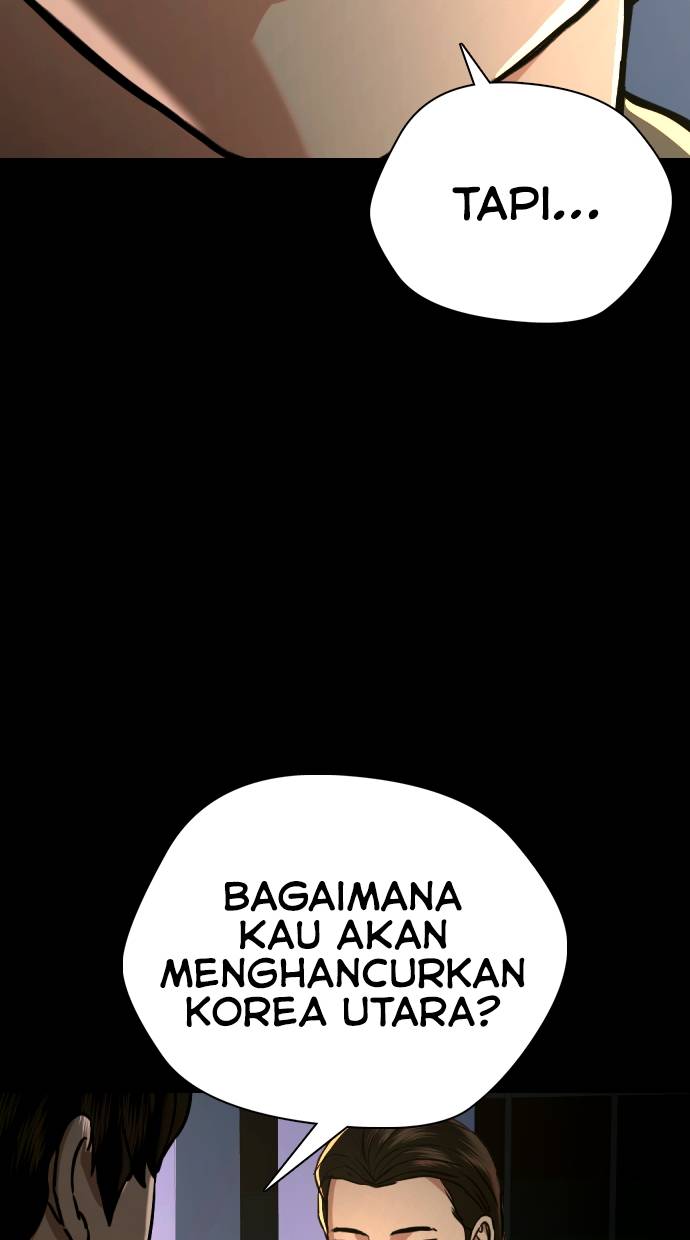 TAPI...
BAGAIMANA
KAU AKAN
MENGHANCURKAN
KOREA UTARA?